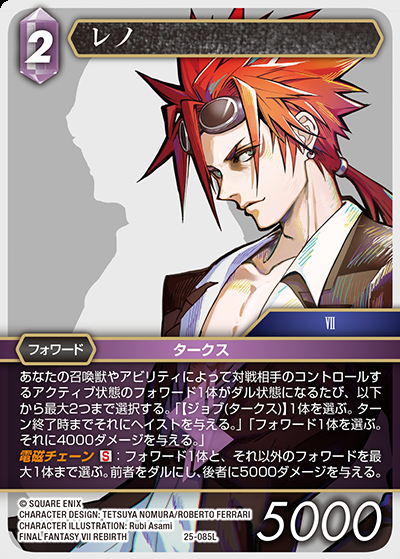 2
レノ
VII
フォワード
タークス
あなたの召喚獣やアビリティによって対戦相手のコントロールす
るアクティブ状態のフォワード1体がダル状態になるたび、以下
から最大2つまで選択する。「【ジョブ(タークス)】1体を選ぶ。ター
ン終了時までそれにヘイストを与える。」「フォワード1体を選ぶ。
それに4000ダメージを与える。」
電磁チェーン S：フォワード1体と、それ以外のフォワードを最
大1体まで選ぶ。前者をダルにし、後者に5000ダメージを与える。
© SQUARE ENIX
CHARACTER DESIGN: TETSUYA NOMURA/ROBERTO FERRARI
CHARACTER ILLUSTRATION: Rubi Asami
FINAL FANTASY VII REBIRTH 25-085L
5000